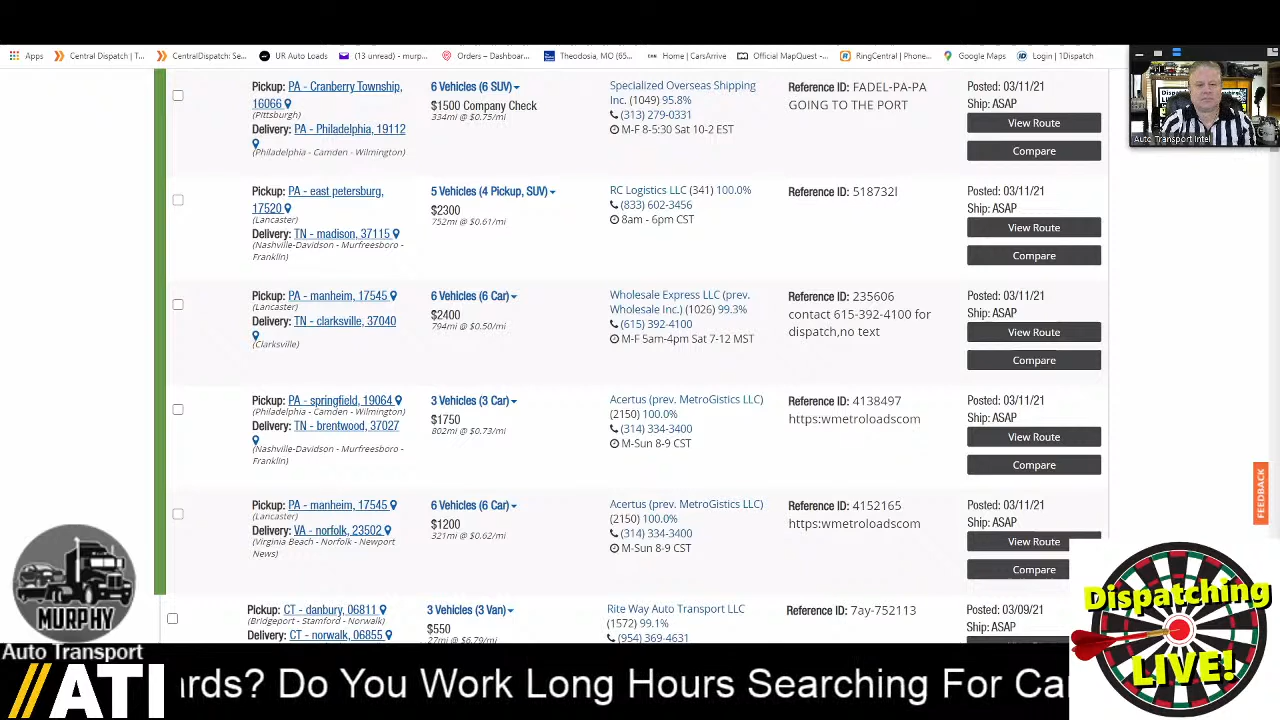 Apps
Central Dispatch | T...
CentralDispatch: Se...
UR Auto Loads
(13 unread) - murp...
Orders – Dashboa...
Theodosia, MO (65...
Home | CarsArrive
Official MapQuest -...
RingCentral | Phone...
Google Maps
Login | 1Dispatch
Auto Transport Intel
Pickup: PA - Cranberry Township,
16066
(Pittsburgh)
Delivery: PA - Philadelphia, 19112
(Philadelphia - Camden - Wilmington)
6 Vehicles (6 SUV)
$1500 Company Check
334mi @ $0.75/mi
Specialized Overseas Shipping
Inc. (1049) 95.8%
(313) 279-0331
M-F 8-5:30 Sat 10-2 EST
Reference ID: FADEL-PA-PA
GOING TO THE PORT
Posted: 03/11/21
Ship: ASAP
View Route
Compare
Pickup: PA - east petersburg,
17520
(Lancaster)
Delivery: TN - madison, 37115
(Nashville-Davidson - Murfreesboro -
Franklin)
5 Vehicles (4 Pickup, SUV)
$2300
752mi @ $0.61/mi
RC Logistics LLC (341) 100.0%
(833) 602-3456
8am - 6pm CST
Reference ID: 518732l
Posted: 03/11/21
Ship: ASAP
View Route
Compare
Pickup: PA - manheim, 17545
(Lancaster)
Delivery: TN - clarksville, 37040
(Clarksville)
6 Vehicles (6 Car)
$2400
794mi @ $0.50/mi
Wholesale Express LLC (prev.
Wholesale Inc.) (1026) 99.3%
(615) 392-4100
M-F 5am-4pm Sat 7-12 MST
Reference ID: 235606
contact 615-392-4100 for
dispatch,no text
Posted: 03/11/21
Ship: ASAP
View Route
Compare
Pickup: PA - springfield, 19064
(Philadelphia - Camden - Wilmington)
Delivery: TN - brentwood, 37027
(Nashville-Davidson - Murfreesboro -
Franklin)
3 Vehicles (3 Car)
$1750
802mi @ $0.73/mi
Acertus (prev. MetroGistics LLC)
(2150) 100.0%
(314) 334-3400
M-Sun 8-9 CST
Reference ID: 4138497
https:wmetroloadscom
Posted: 03/11/21
Ship: ASAP
View Route
Compare
Pickup: PA - manheim, 17545
(Lancaster)
Delivery: VA - norfolk, 23502
(Virginia Beach - Norfolk - Newport
News)
6 Vehicles (6 Car)
$1200
321mi @ $0.62/mi
Acertus (prev. MetroGistics LLC)
(2150) 100.0%
(314) 334-3400
M-Sun 8-9 CST
Reference ID: 4152165
https:wmetroloadscom
Posted: 03/11/21
Ship: ASAP
View Route
Compare
Pickup: CT - danbury, 06811
(Bridgeport - Stamford - Norwalk)
Delivery: CT - norwalk, 06855
3 Vehicles (3 Van)
$550
27mi @ $6.79/mi
Rite Way Auto Transport LLC
(1572) 99.1%
(954) 369-4631
Reference ID: 7ay-752113
Posted: 03/09/21
Ship: ASAP
FEEDBACK
MURPHY
Auto Transport
Dispatching
LIVE!
//ATI
ards? Do You Work Long Hours Searching For Ca